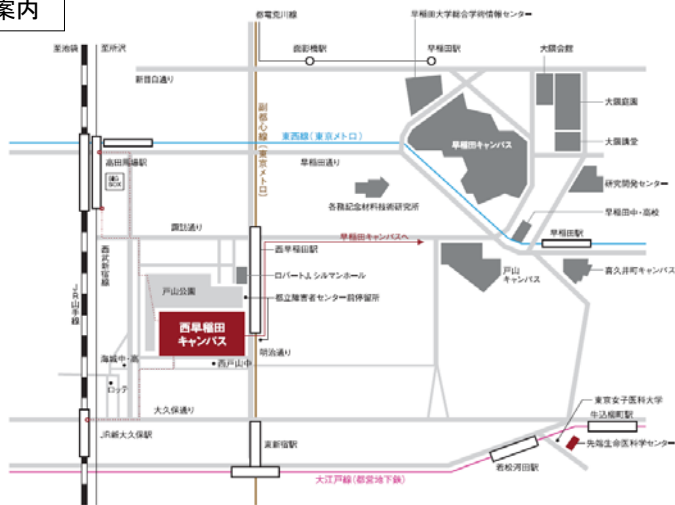 案内
都電荒川線
早稲田大学総合学術情報センター
至池袋
至所沢
面影橋駅
早稲田駅
大隈会館
新目白通り
大隈庭園
副都心線(東京メトロ)
東西線(東京メトロ)
早稲田キャンパス
大隈講堂
高田馬場駅
早稲田通り
BIG
BOX
研究開発センター
各務記念材料技術研究所
早稲田中・高校
諏訪通り
早稲田キャンパスへ
早稲田駅
西武新宿線
西早稲田駅
ロバートJ.シルマンホール
戸山
キャンパス
喜久井町キャンパス
JR山手線
戸山公園
都立障害者センター前停留所
西早稲田
キャンパス
明治通り
海城中・高
西戸山中
ロッテ
東京女子医科大学
大久保通り
牛込柳町駅
JR新大久保駅
東新宿駅
先端生命医科学センター
若松河田駅
大江戸線(都営地下鉄)